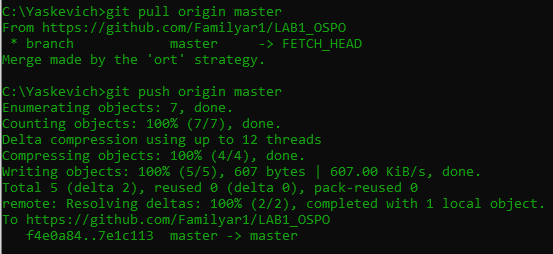 C:\Yaskevich>git pull origin master
From https://github.com/Familyar1/LAB1_OSPO
 * branch            master     -> FETCH_HEAD
Merge made by the 'ort' strategy.

C:\Yaskevich>git push origin master
Enumerating objects: 7, done.
Counting objects: 100% (7/7), done.
Delta compression using up to 12 threads
Compressing objects: 100% (4/4), done.
Writing objects: 100% (5/5), 607 bytes | 607.00 KiB/s, done.
Total 5 (delta 2), reused 0 (delta 0), pack-reused 0
remote: Resolving deltas: 100% (2/2), completed with 1 local object.
To https://github.com/Familyar1/LAB1_OSPO
   f4e0a84..7e1c113  master -> master